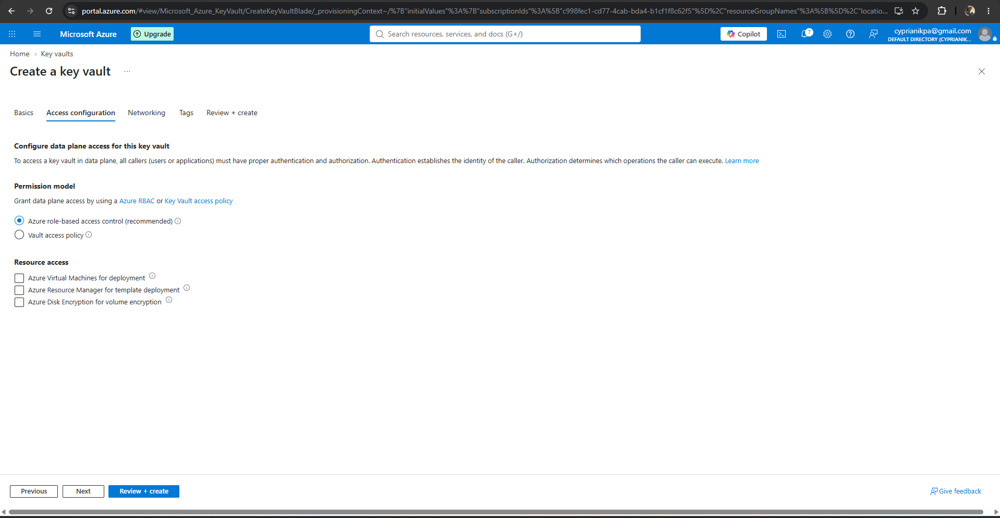 portal.azure.com/#view/Microsoft_Azure_KeyVault/CreateKeyVaultBlade/_provisioningContext~/%7B"initialValues"%3A%7B"subscriptionIds"%3A%5B"c998fec1-cd77-4cab-bda4-b1cf1f8c62f5"%5D%2C"resourceGroupNames"%3A%5B%5D%2C"locatio...
Microsoft Azure
Upgrade
Search resources, services, and docs (G+/)
Copilot
7
cyprianikpa@gmail.com
DEFAULT DIRECTORY (CYPRIANIK...
Home > Key vaults
Create a key vault ...
Basics
Access configuration
Networking
Tags
Review + create
Configure data plane access for this key vault
To access a key vault in data plane, all callers (users or applications) must have proper authentication and authorization. Authentication establishes the identity of the caller. Authorization determines which operations the caller can execute. Learn more
Permission model
Grant data plane access by using a Azure RBAC or Key Vault access policy
Azure role-based access control (recommended)
Vault access policy
Resource access
Azure Virtual Machines for deployment
Azure Resource Manager for template deployment
Azure Disk Encryption for volume encryption
Previous
Next
Review + create
Give feedback